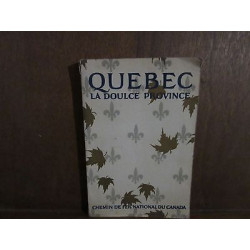 QUEBEC
LA DOULCE PROVINCE
CHEMIN DE FER NATIONAL DU CANADA